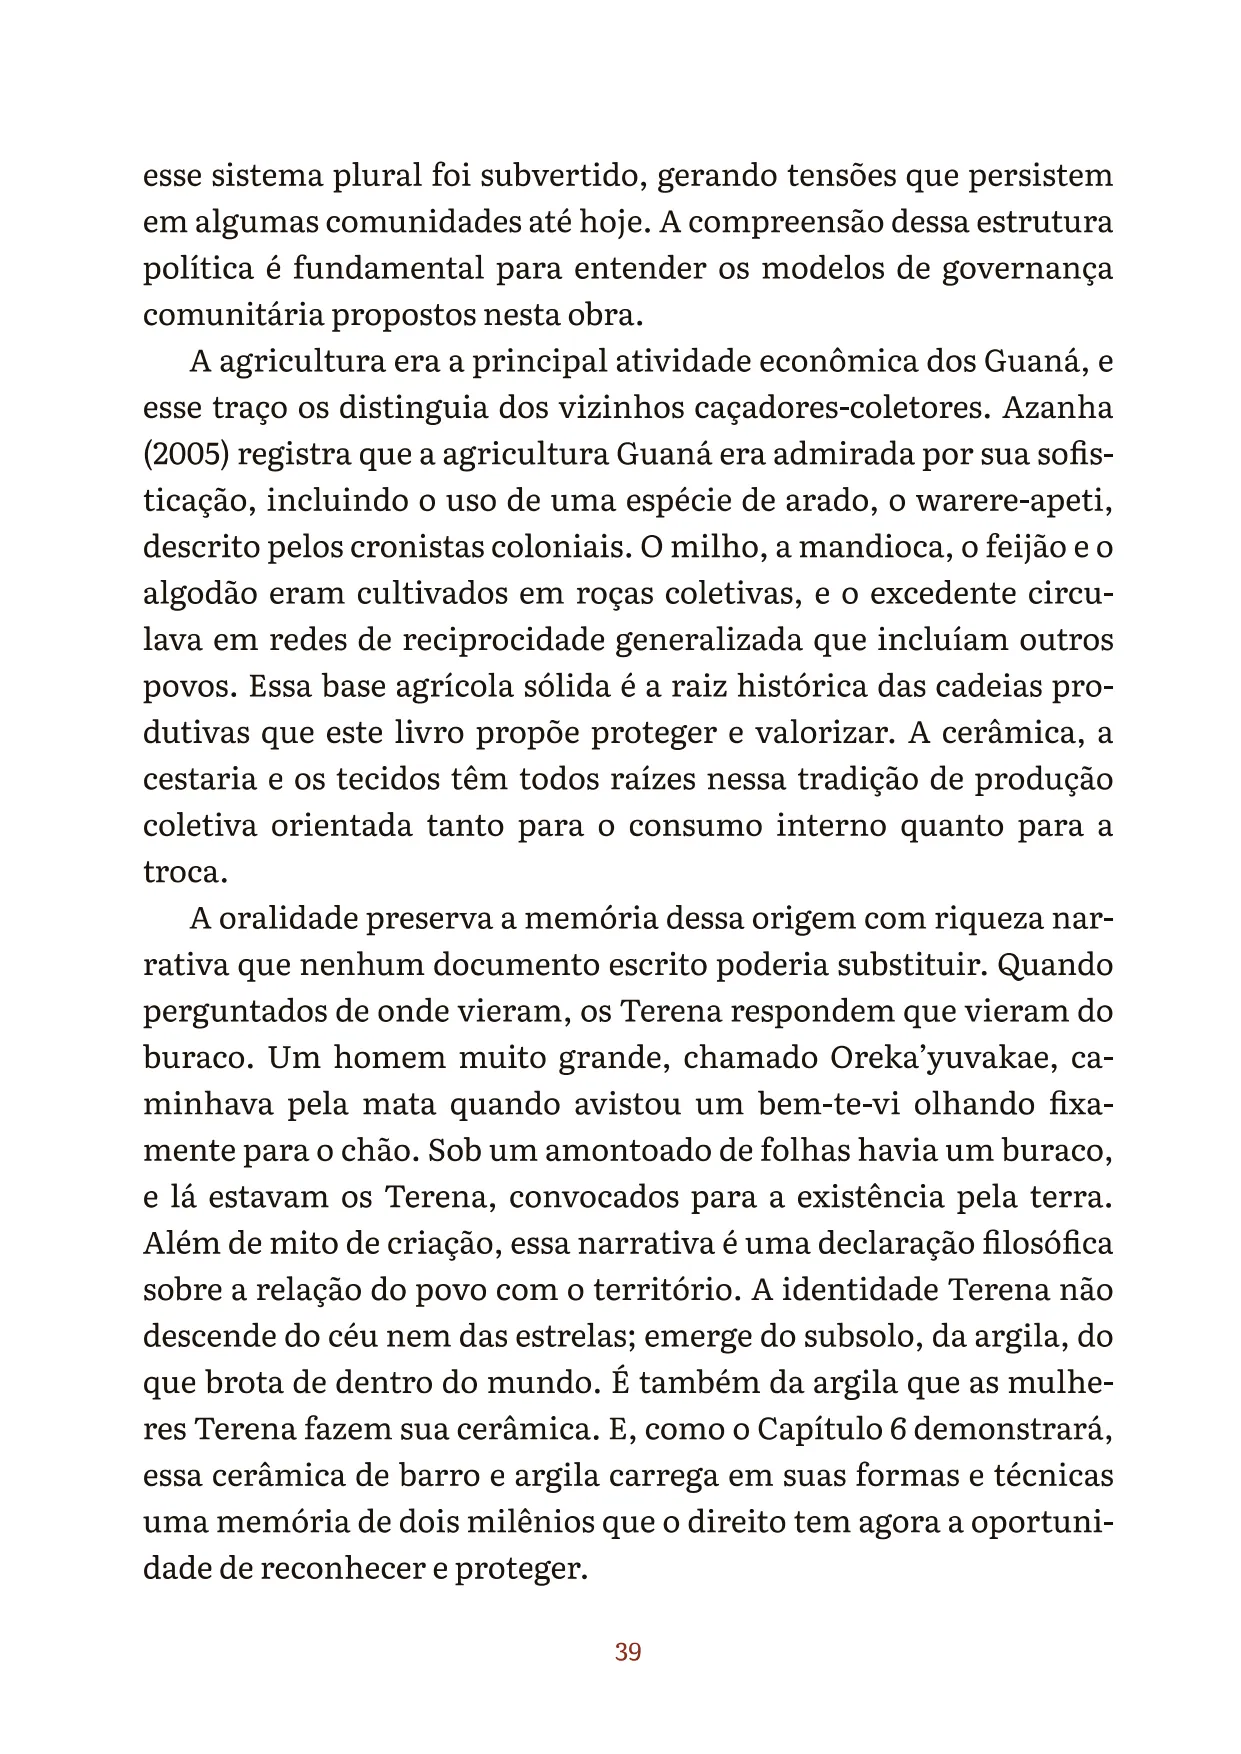 esse sistema plural foi subvertido, gerando tensões que persistem
em algumas comunidades até hoje. A compreensão dessa estrutura
política é fundamental para entender os modelos de governança
comunitária propostos nesta obra.
A agricultura era a principal atividade econômica dos Guaná, e
esse traço os distinguia dos vizinhos caçadores-coletores. Azanha
(2005) registra que a agricultura Guaná era admirada por sua sofis-
ticação, incluindo o uso de uma espécie de arado, o warere-apeti,
descrito pelos cronistas coloniais. O milho, a mandioca, o feijão e o
algodão eram cultivados em roças coletivas, e o excedente circu-
lava em redes de reciprocidade generalizada que incluíam outros
povos. Essa base agrícola sólida é a raiz histórica das cadeias pro-
dutivas que este livro propõe proteger e valorizar. A cerâmica, a
cestaria e os tecidos têm todos raízes nessa tradição de produção
coletiva orientada tanto para o consumo interno quanto para a
troca.
A oralidade preserva a memória dessa origem com riqueza nar-
rativa que nenhum documento escrito poderia substituir. Quando
perguntados de onde vieram, os Terena respondem que vieram do
buraco. Um homem muito grande, chamado Oreka’yuvakae, ca-
minhava pela mata quando avistou um bem-te-vi olhando fixa-
mente para o chão. Sob um amontoado de folhas havia um buraco,
e lá estavam os Terena, convocados para a existência pela terra.
Além de mito de criação, essa narrativa é uma declaração filosófica
sobre a relação do povo com o território. A identidade Terena não
descende do céu nem das estrelas; emerge do subsolo, da argila, do
que brota de dentro do mundo. É também da argila que as mulhe-
res Terena fazem sua cerâmica. E, como o Capítulo 6 demonstrará,
essa cerâmica de barro e argila carrega em suas formas e técnicas
uma memória de dois milênios que o direito tem agora a oportuni-
dade de reconhecer e proteger.
39